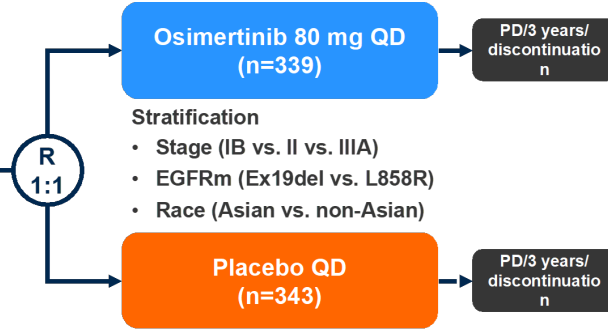 Osimertinib 80 mg QD
(n=339)
PD/3 years/
discontinuatio
n
Stratification
• Stage (IB vs. II vs. IIIA)
• EGFRm (Ex19del vs. L858R)
• Race (Asian vs. non-Asian)
R
1:1
Placebo QD
(n=343)
PD/3 years/
discontinuatio
n